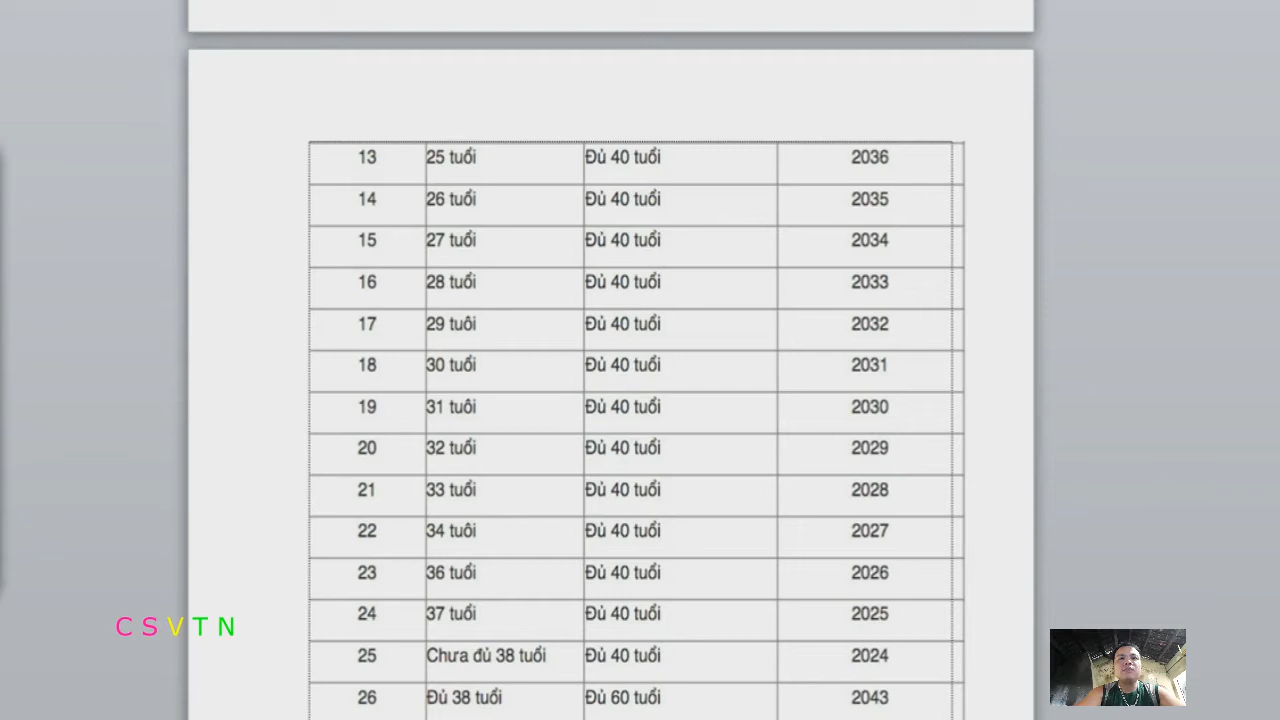 13 25 tuổi Đủ 40 tuổi 2036
14 26 tuổi Đủ 40 tuổi 2035
15 27 tuổi Đủ 40 tuổi 2034
16 28 tuổi Đủ 40 tuổi 2033
17 29 tuôi Đủ 40 tuổi 2032
18 30 tuổi Đủ 40 tuổi 2031
19 31 tuôi Đủ 40 tuổi 2030
20 32 tuổi Đủ 40 tuổi 2029
21 33 tuổi Đủ 40 tuổi 2028
22 34 tuôi Đủ 40 tuổi 2027
23 36 tuổi Đủ 40 tuổi 2026
24 37 tuổi Đủ 40 tuổi 2025
25 Chưa đủ 38 tuổi Đủ 40 tuổi 2024
26 Đủ 38 tuổi Đủ 60 tuổi 2043
C S V T N